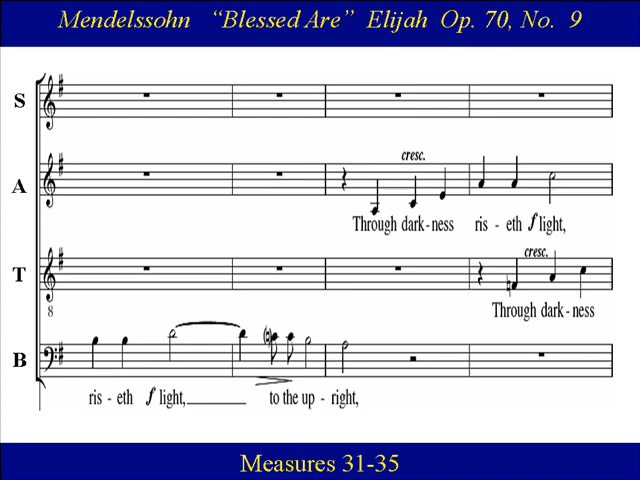 Mendelssohn “Blessed Are” Elijah Op. 70, No. 9
S
A
cresc.
Through dark - ness ris - eth f light,
T
cresc.
8
Through dark - ness
B
ris - eth f light, to the up - right,
Measures 31-35